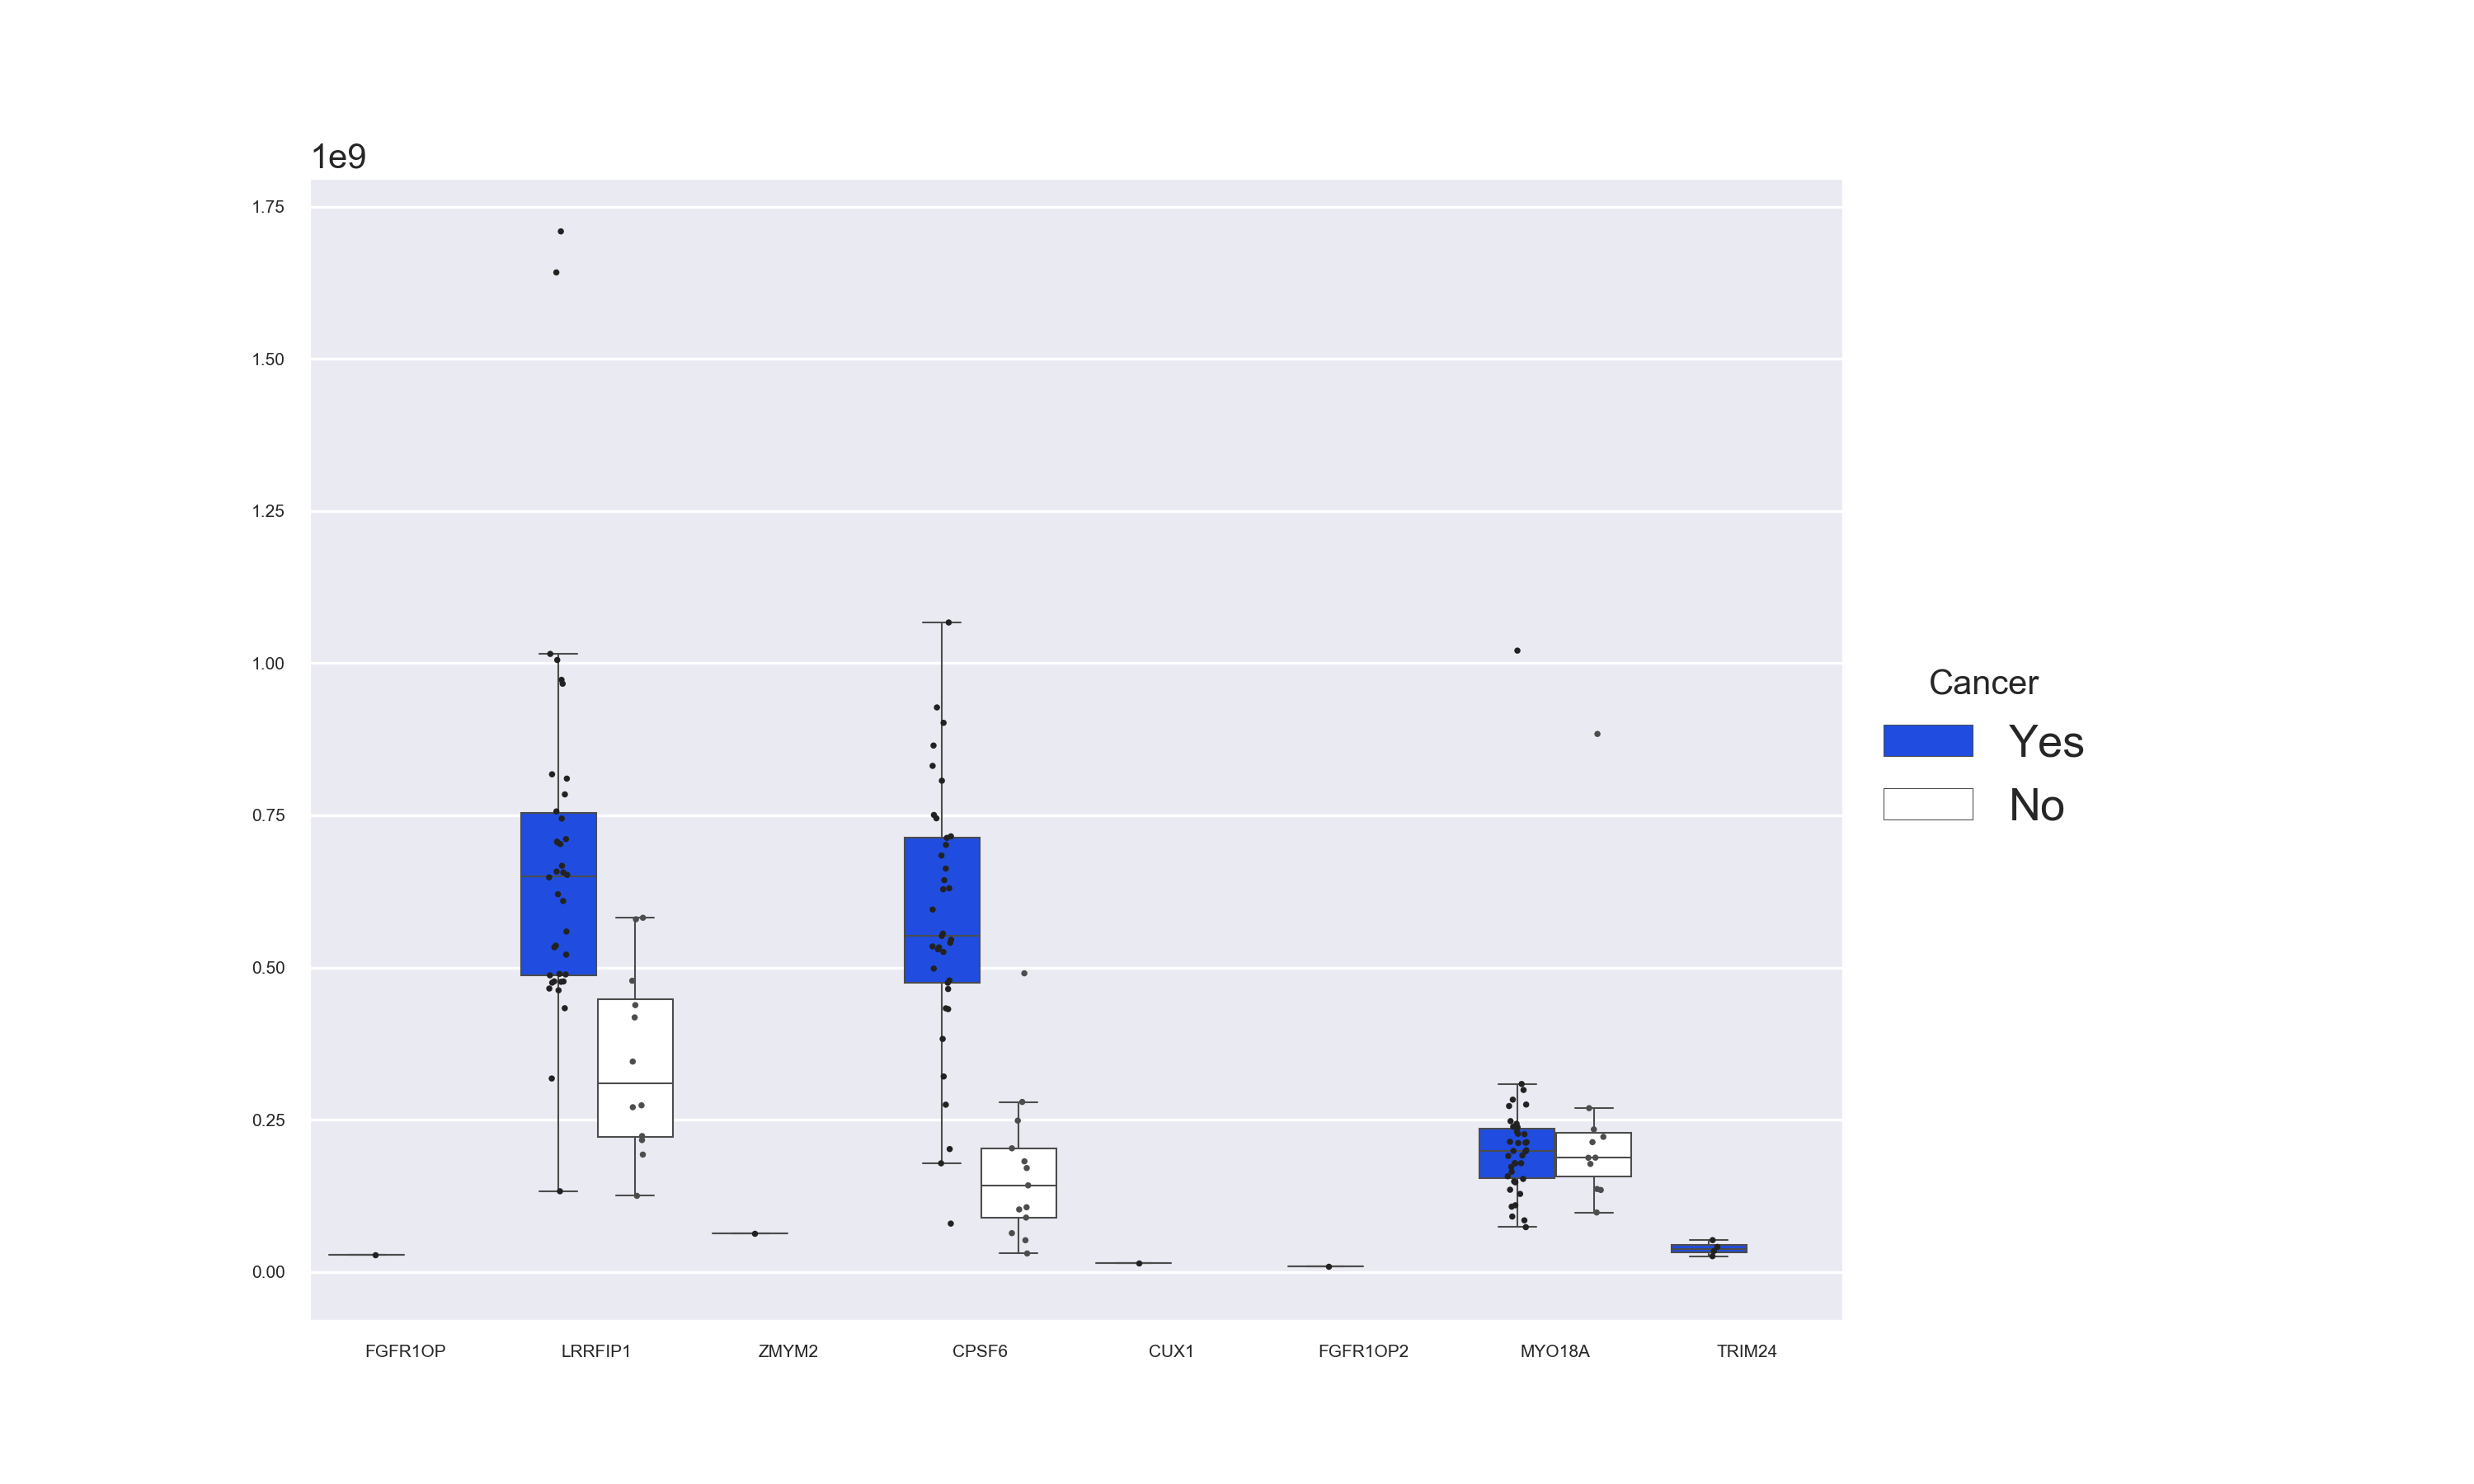 1e9
1.75
1.50
1.25
1.00
0.75
0.50
0.25
0.00
FGFR1OP LRRFIP1 ZMYM2 CPSF6 CUX1 FGFR1OP2 MYO18A TRIM24
Cancer
Yes
No